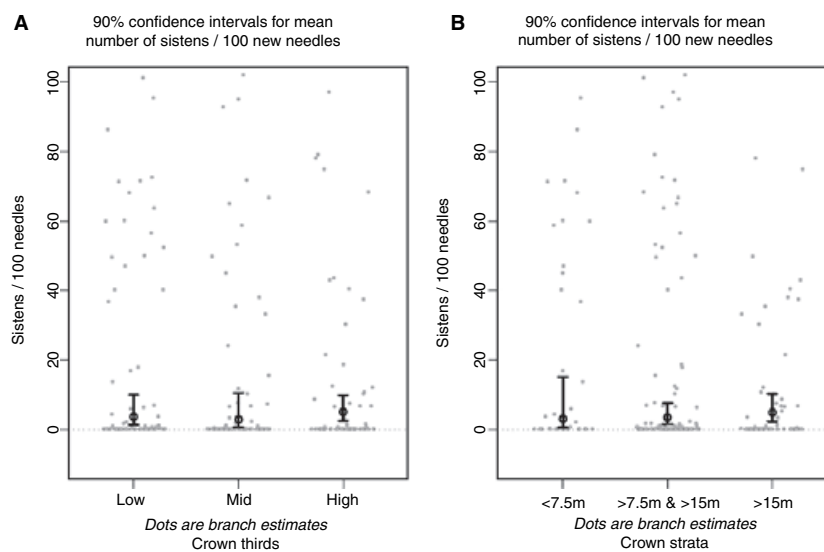 A
90% confidence intervals for mean
number of sistens / 100 new needles
Sistens / 100 needles
100
80
60
40
20
0
Low Mid High
Dots are branch estimates
Crown thirds
B
90% confidence intervals for mean
number of sistens / 100 new needles
Sistens / 100 needles
100
80
60
40
20
0
<7.5m >7.5m & >15m >15m
Dots are branch estimates
Crown strata